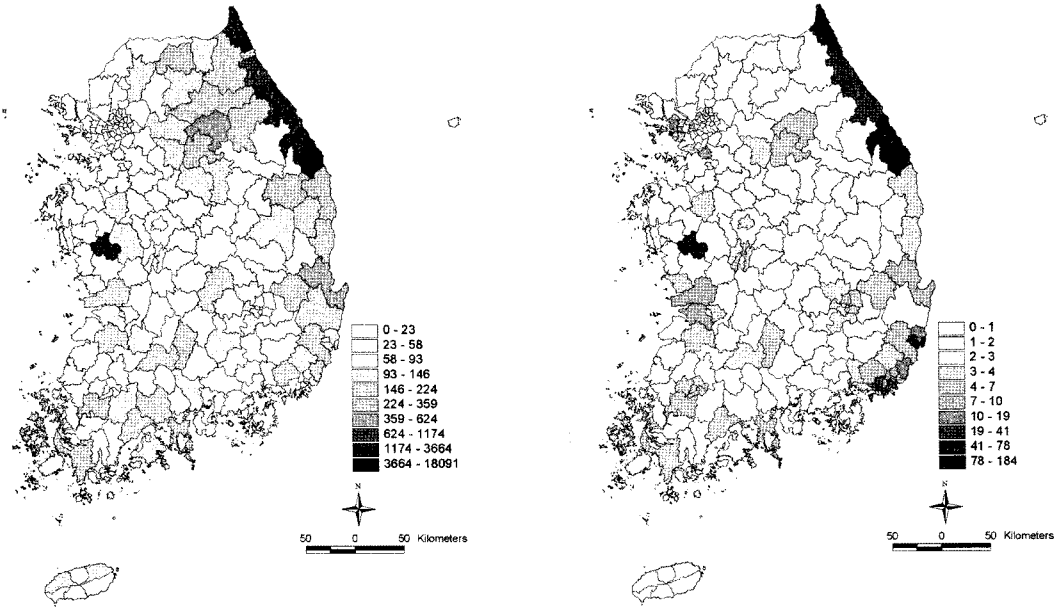 0 - 23
23 - 58
58 - 93
93 - 146
146 - 224
224 - 359
359 - 624
624 - 1174
1174 - 3664
3664 - 18091
N
50 0 50 Kilometers
0 - 1
1 - 2
2 - 3
3 - 4
4 - 7
7 - 10
10 - 19
19 - 41
41 - 78
78 - 184
N
50 0 50 Kilometers